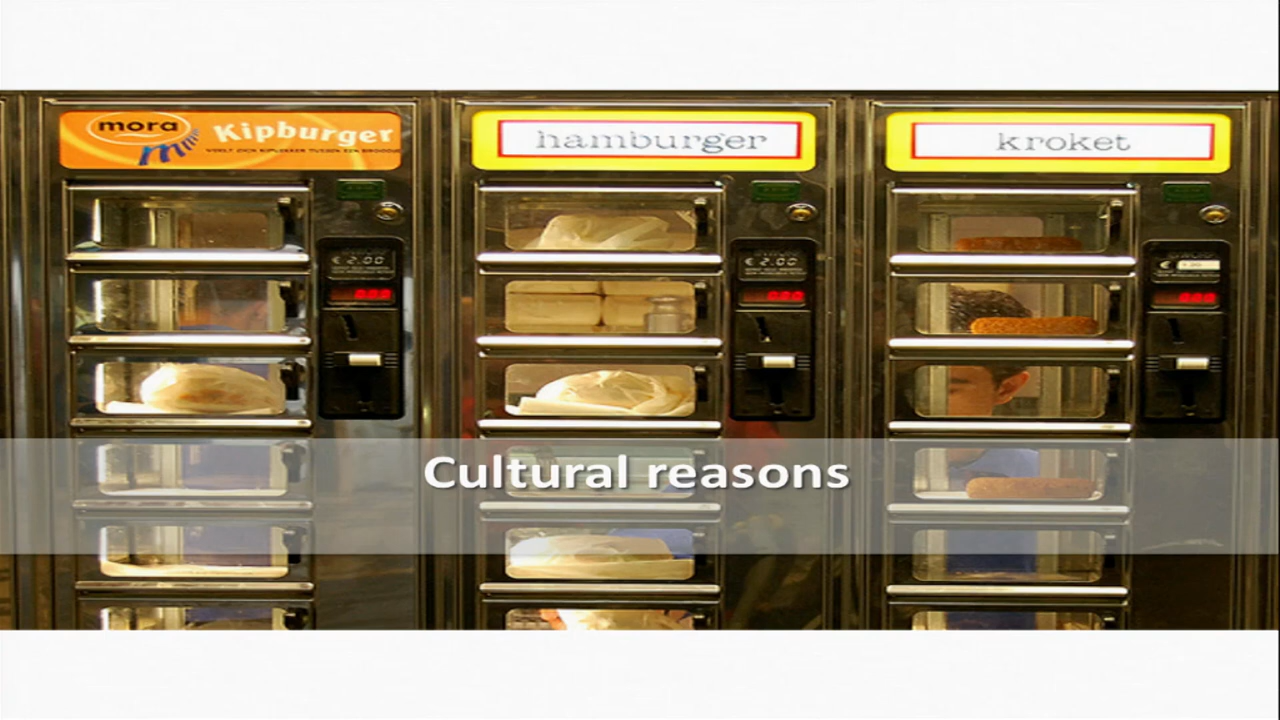 mora
Kipburger
hamburger
kroket
€ 2.00
€ 2.00
Cultural reasons